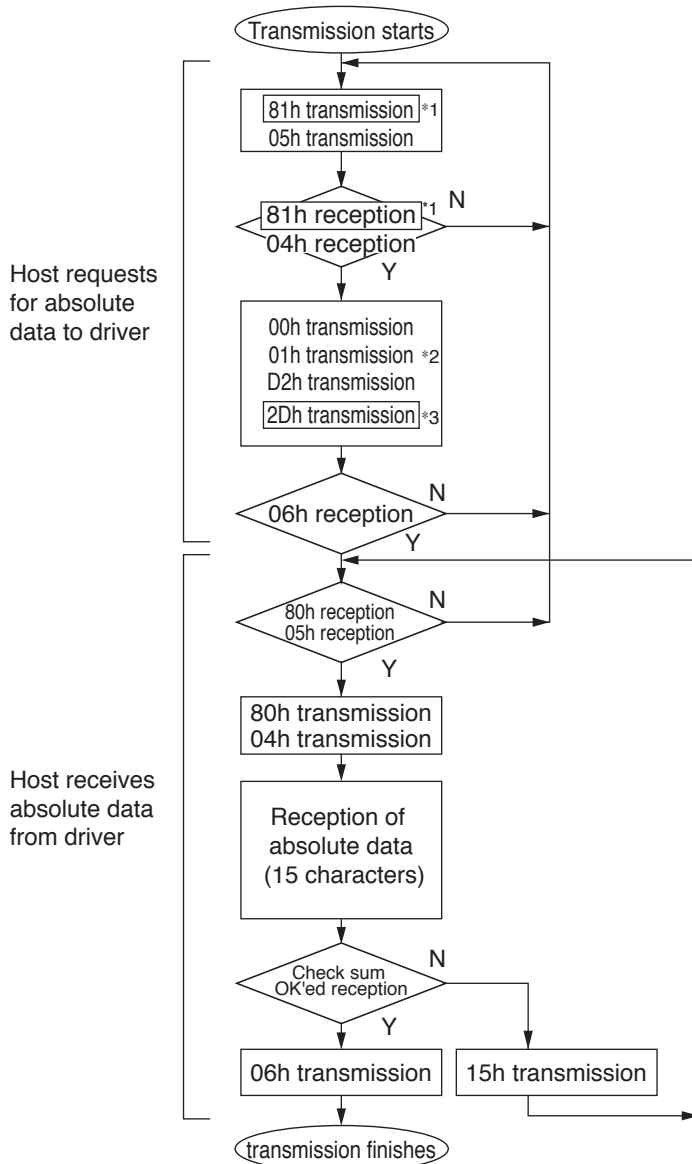 Transmission starts
81h transmission *1
05h transmission
81h reception *1
N
04h reception
Y
Host requests
for absolute
data to driver
00h transmission
01h transmission *2
D2h transmission
2Dh transmission *3
N
06h reception
Y
80h reception
05h reception
N
Y
80h transmission
04h transmission
Host receives
absolute data
from driver
Reception of
absolute data
(15 characters)
Check sum
OK'ed reception
N
Y
06h transmission
15h transmission
transmission finishes